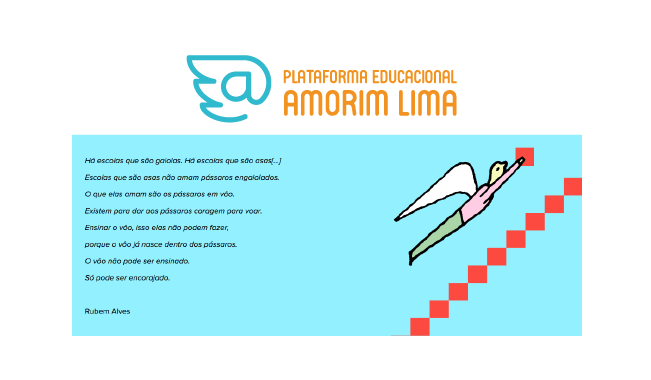 PLATAFORMA EDUCACIONAL
AMORIM LIMA
Há escolas que são gaiolas. Há escolas que são asas[...]
Escolas que são asas não amam pássaros engaiolados.
O que elas amam são os pássaros em vôo.
Existem para dar aos pássaros coragem para voar.
Ensinar o vôo, isso elas não podem fazer,
porque o vôo já nasce dentro dos pássaros.
O vôo não pode ser ensinado.
Só pode ser encorajado.
Rubem Alves